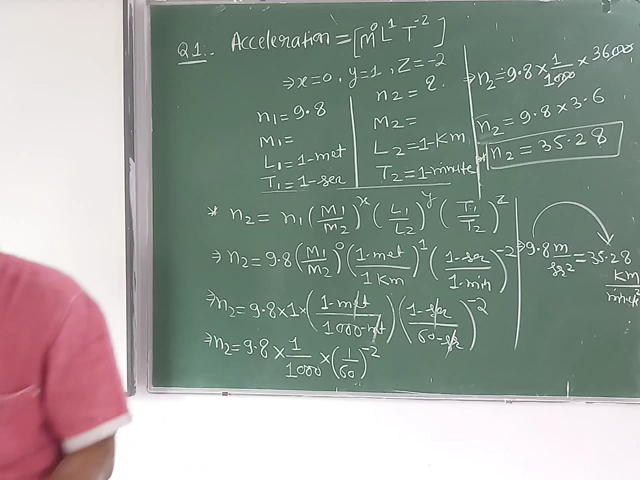 Q1:- Acceleration = [M⁰ L¹ T⁻²]
⇒ x=0, y=1, Z=-2
n₁ = 9.8
M₁ =
L₁ = 1-met
T₁ = 1-sec
n₂ = ?
M₂ =
L₂ = 1-Km
T₂ = 1-minute
* n₂ = n₁ (M₁/M₂)ˣ (L₁/L₂)ʸ (T₁/T₂)ᶻ
⇒ n₂ = 9.8 (M₁/M₂)⁰ (1-met/1 Km)¹ (1-sec/1-min)⁻²
⇒ n₂ = 9.8 × 1 × (1-met/1000-mt) (1-sec/60-sec)⁻²
⇒ n₂ = 9.8 × 1/1000 × (1/60)⁻²
⇒ n₂ = 9.8 × 1/1000 × 3600
n₂ = 9.8 × 3.6
n₂ = 35.28
⇒ 9.8 m/sec² = 35.28 Km/minute²